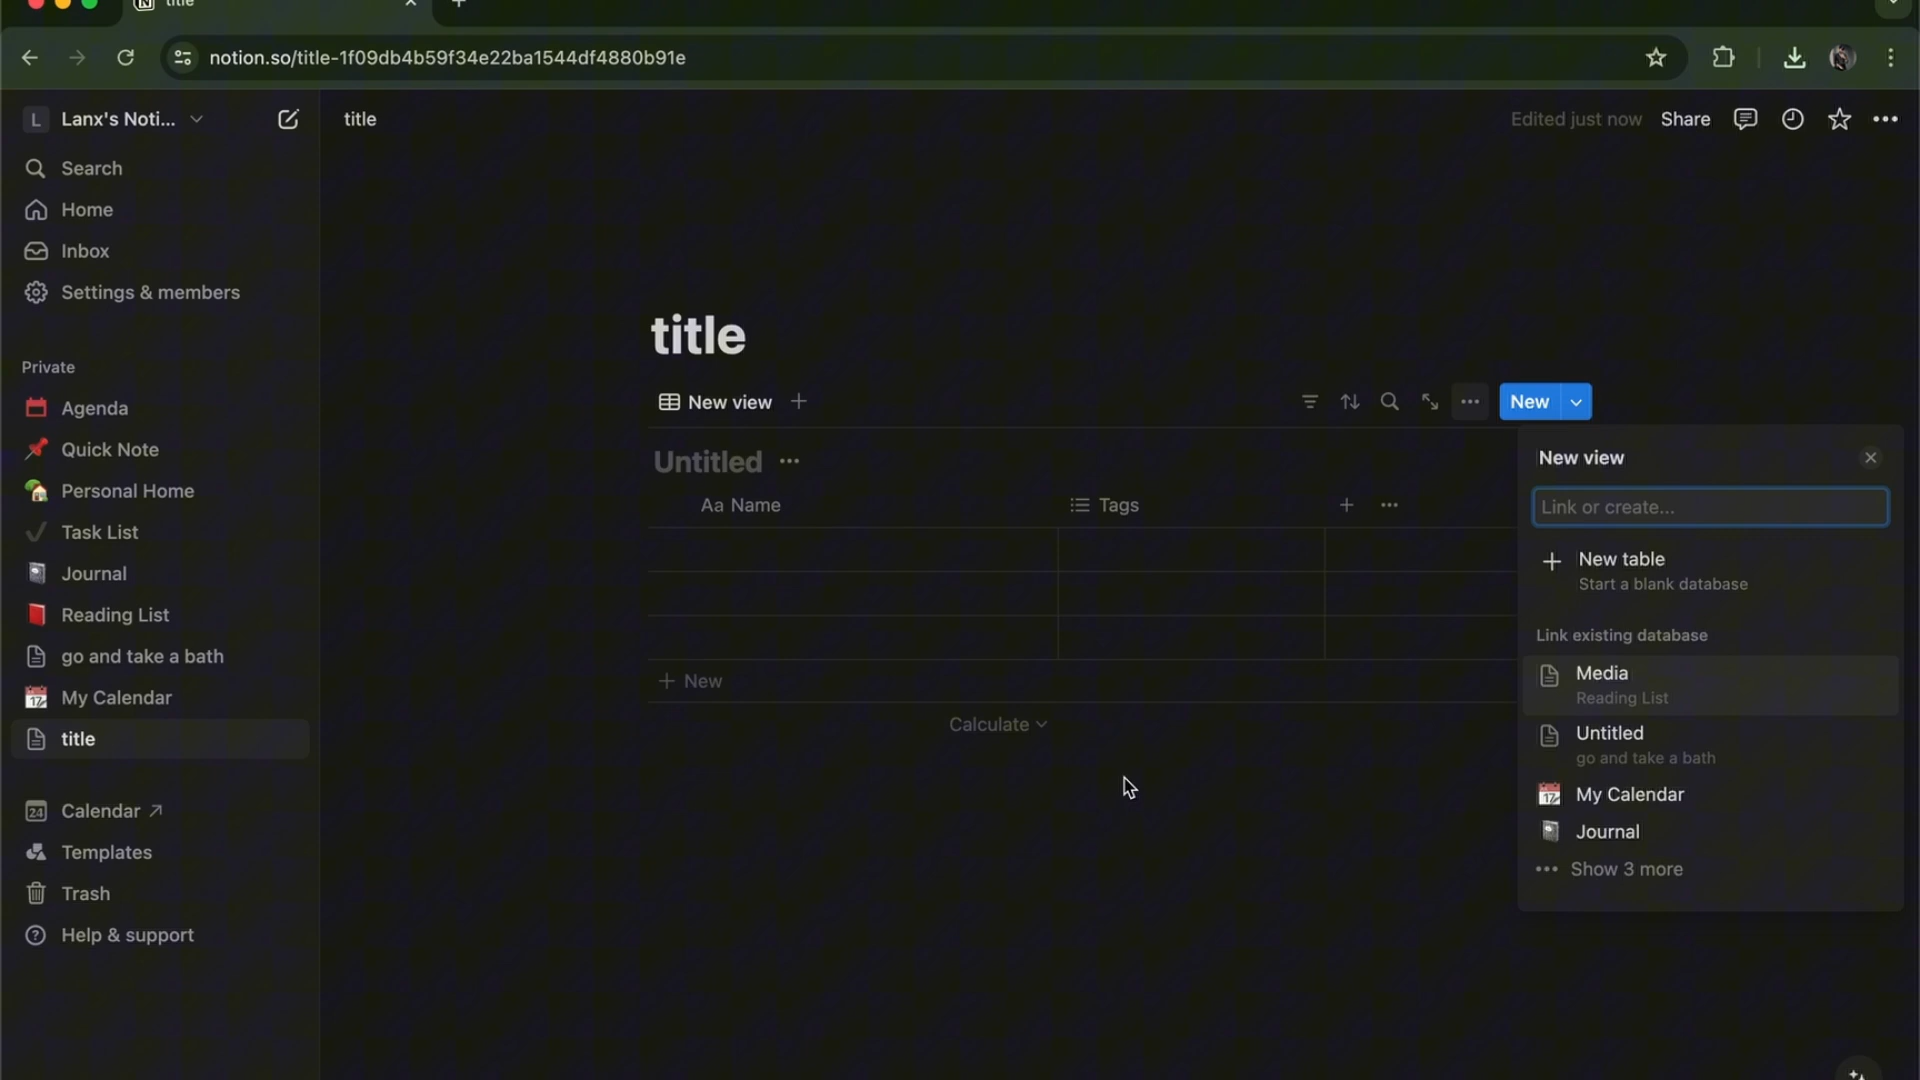 title
notion.so/title-1f09db4b59f34e22ba1544df4880b91e
L Lanx's Noti...
title
Edited just now
Share
Search
Home
Inbox
Settings & members
Private
Agenda
Quick Note
Personal Home
Task List
Journal
Reading List
go and take a bath
17 My Calendar
title
24 Calendar
Templates
Trash
Help & support
title
New view
New
Untitled
Aa Name
Tags
New
Calculate
New view
Link or create...
New table
Start a blank database
Link existing database
Media
Reading List
Untitled
go and take a bath
17 My Calendar
Journal
Show 3 more